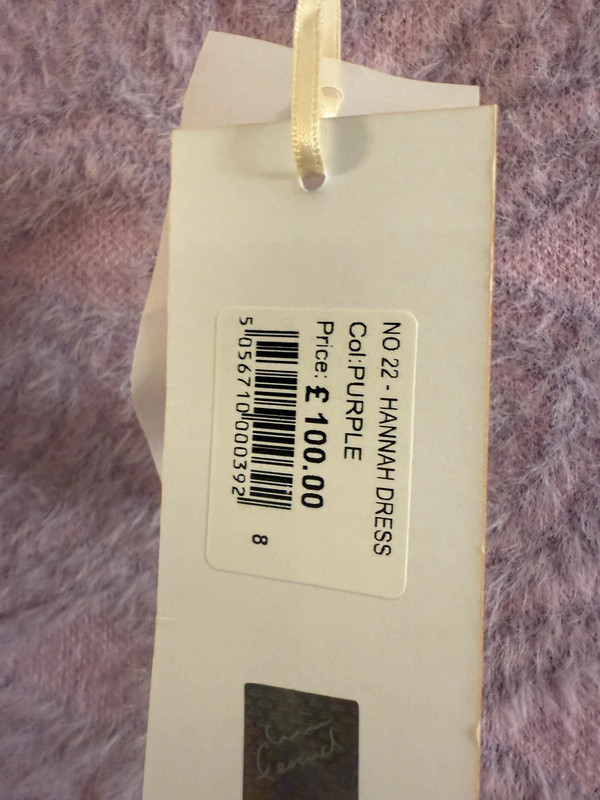 NO 22 - HANNAH DRESS
Col:PURPLE
Price: £ 100.00
5 056710 000392
8